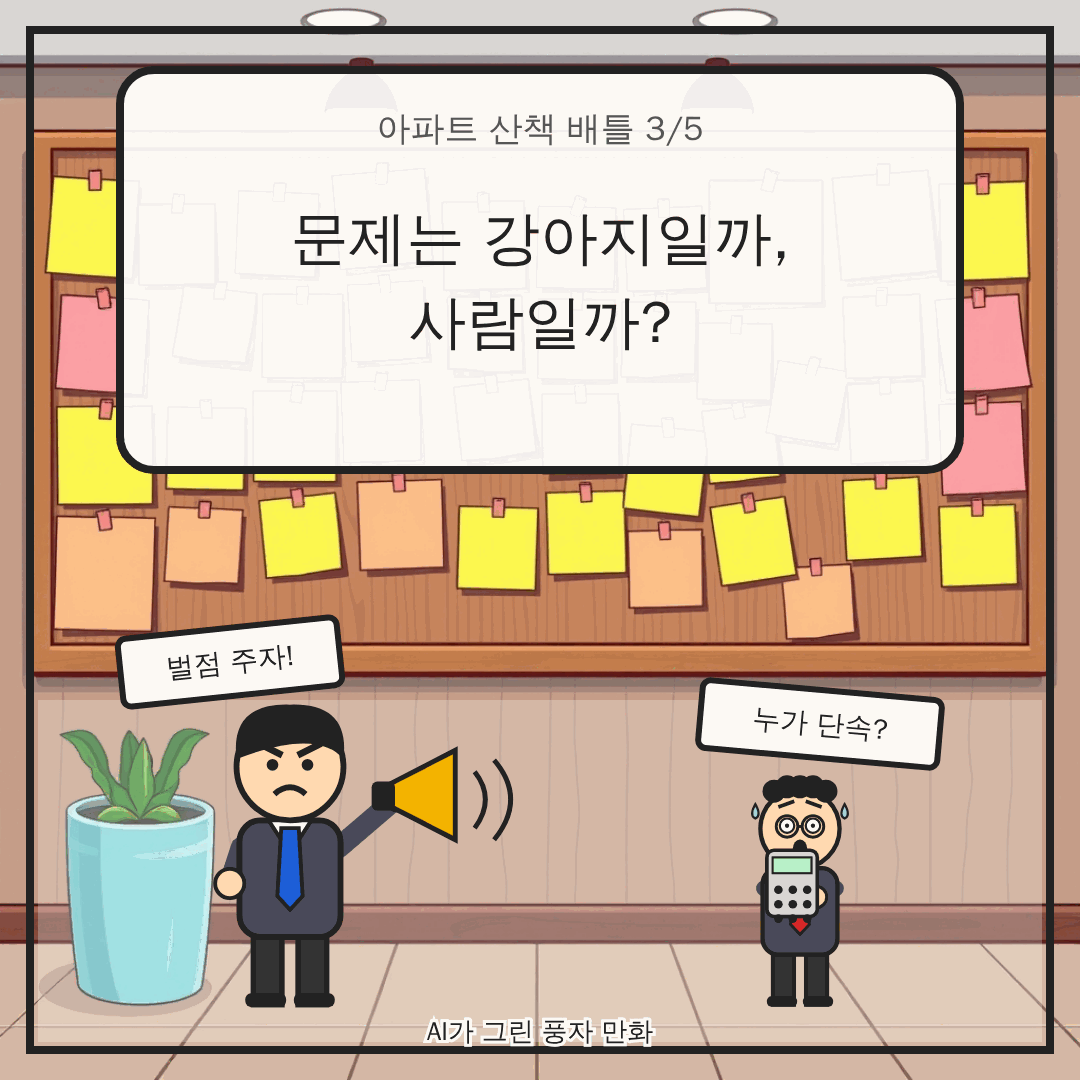 아파트 산책 배틀 3/5
문제는 강아지일까,
사람일까?
벌점 주자!
누가 단속?
AI가 그린 풍자 만화